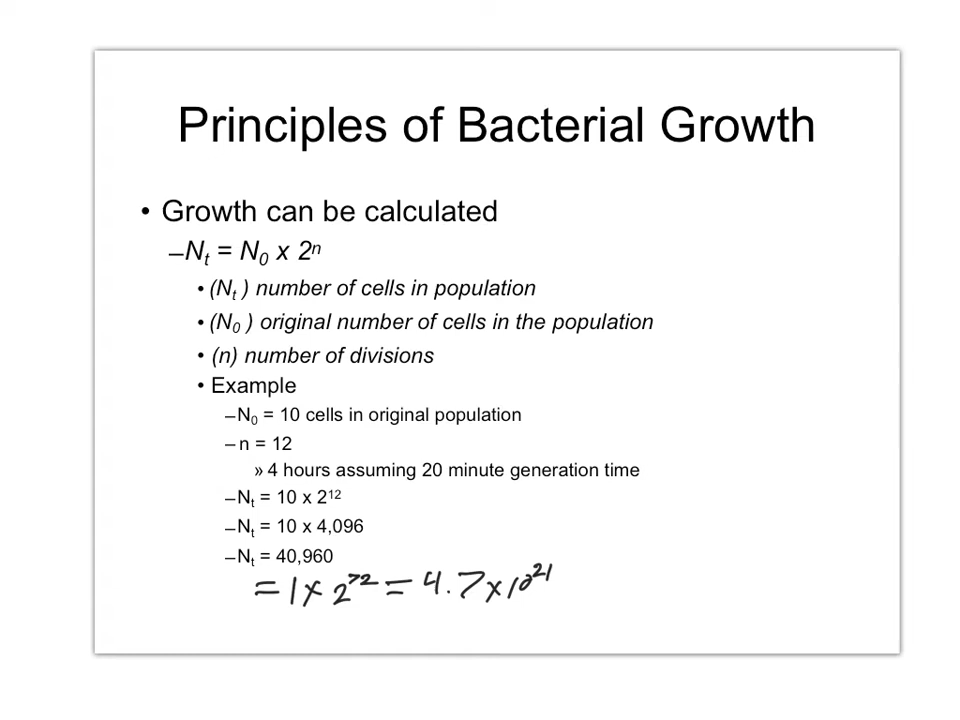 Principles of Bacterial Growth
• Growth can be calculated
–Nₜ = N₀ x 2ⁿ
• (Nₜ ) number of cells in population
• (N₀ ) original number of cells in the population
• (n) number of divisions
• Example
–N₀ = 10 cells in original population
–n = 12
» 4 hours assuming 20 minute generation time
–Nₜ = 10 x 2¹²
–Nₜ = 10 x 4,096
–Nₜ = 40,960
= 1 x 2⁷² = 4.7 x 10²¹